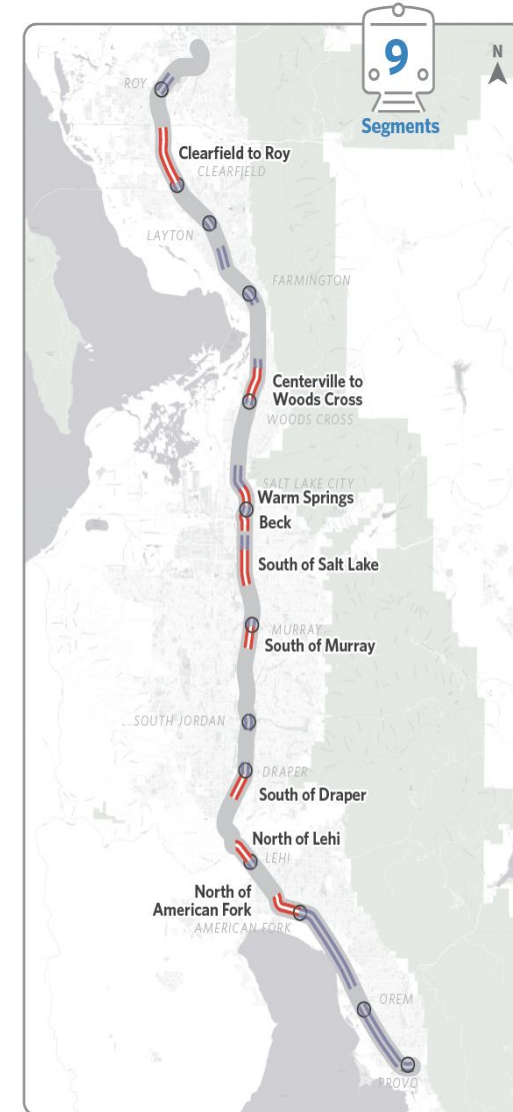 9
Segments
N
ROY
Clearfield to Roy
CLEARFIELD
LAYTON
FARMINGTON
Centerville to
Woods Cross
WOODS CROSS
SALT LAKE CITY
Warm Springs
Beck
South of Salt Lake
MURRAY
South of Murray
SOUTH JORDAN
DRAPER
South of Draper
North of Lehi
LEHI
North of
American Fork
AMERICAN FORK
OREM
PROVO